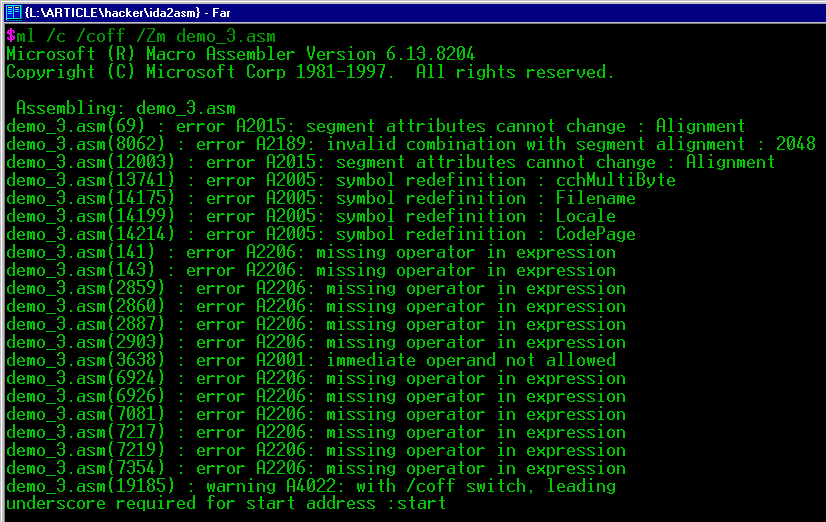 {L:\ARTICLE\hacker\ida2asm} - Far
$ml /c /coff /Zm demo_3.asm
Microsoft (R) Macro Assembler Version 6.13.8204
Copyright (C) Microsoft Corp 1981-1997.  All rights reserved.
Assembling: demo_3.asm
demo_3.asm(69) : error A2015: segment attributes cannot change : Alignment
demo_3.asm(8062) : error A2189: invalid combination with segment alignment : 2048
demo_3.asm(12003) : error A2015: segment attributes cannot change : Alignment
demo_3.asm(13741) : error A2005: symbol redefinition : cchMultiByte
demo_3.asm(14175) : error A2005: symbol redefinition : Filename
demo_3.asm(14199) : error A2005: symbol redefinition : Locale
demo_3.asm(14214) : error A2005: symbol redefinition : CodePage
demo_3.asm(141) : error A2206: missing operator in expression
demo_3.asm(143) : error A2206: missing operator in expression
demo_3.asm(2859) : error A2206: missing operator in expression
demo_3.asm(2860) : error A2206: missing operator in expression
demo_3.asm(2887) : error A2206: missing operator in expression
demo_3.asm(2903) : error A2206: missing operator in expression
demo_3.asm(3638) : error A2001: immediate operand not allowed
demo_3.asm(6924) : error A2206: missing operator in expression
demo_3.asm(6926) : error A2206: missing operator in expression
demo_3.asm(7081) : error A2206: missing operator in expression
demo_3.asm(7217) : error A2206: missing operator in expression
demo_3.asm(7219) : error A2206: missing operator in expression
demo_3.asm(7354) : error A2206: missing operator in expression
demo_3.asm(19185) : warning A4022: with /coff switch, leading
underscore required for start address :start